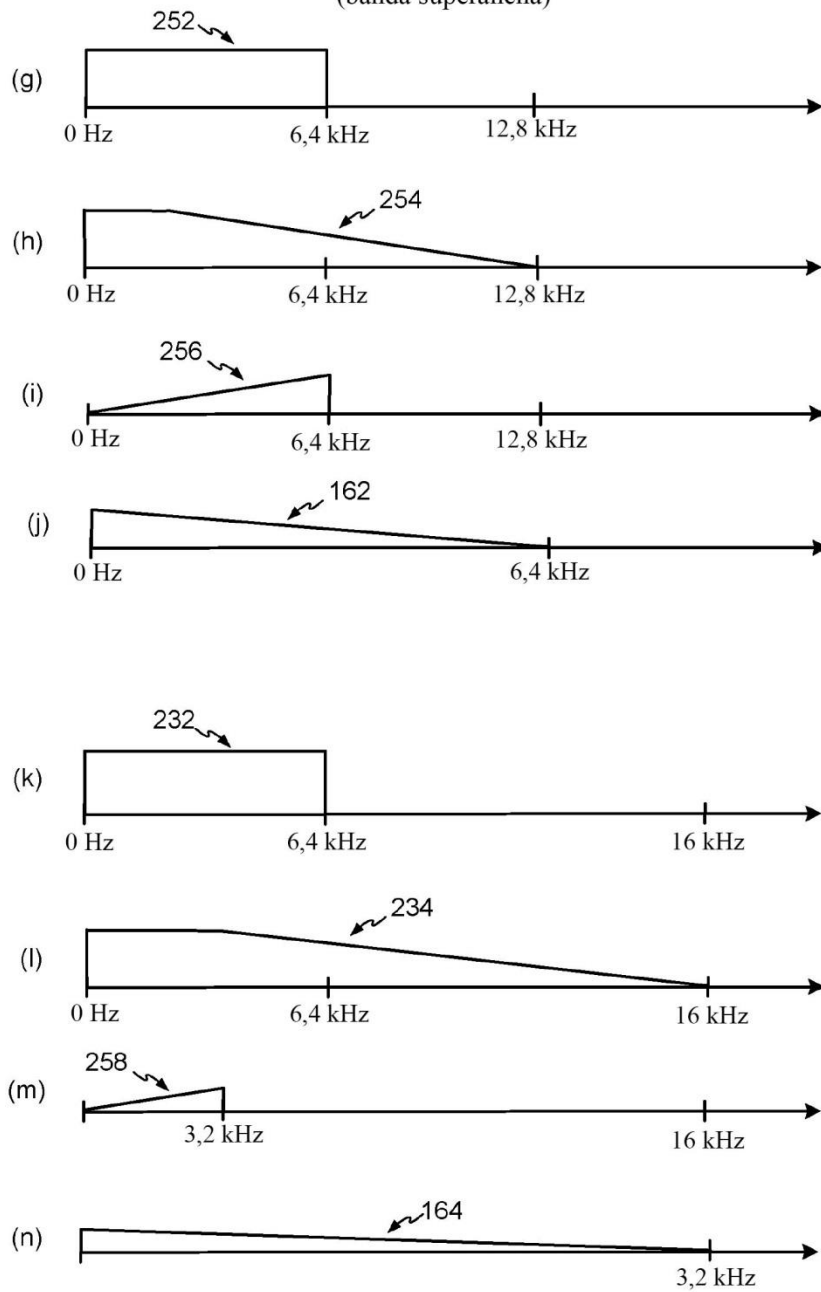 (banda superancha)
252
(g)
0 Hz 6,4 kHz 12,8 kHz
254
(h)
0 Hz 6,4 kHz 12,8 kHz
256
(i)
0 Hz 6,4 kHz 12,8 kHz
162
(j)
0 Hz 6,4 kHz
232
(k)
0 Hz 6,4 kHz 16 kHz
234
(l)
0 Hz 6,4 kHz 16 kHz
258
(m)
3,2 kHz 16 kHz
164
(n)
3,2 kHz